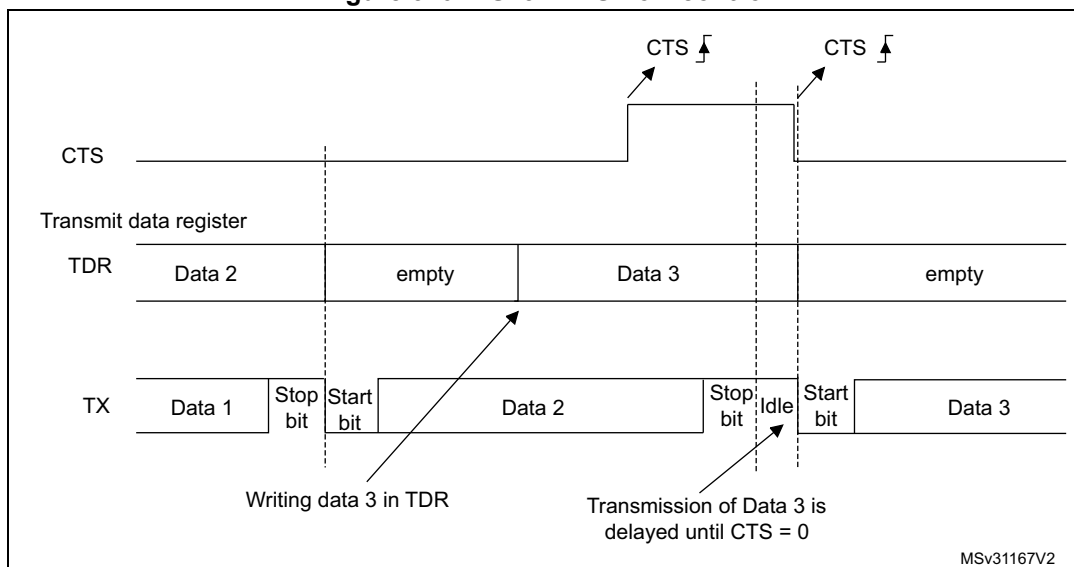 CTS CTS
CTS
Transmit data register
TDR Data 2 empty Data 3 empty
TX Data 1 Stop bit Start bit Data 2 Stop bit Idle Start bit Data 3
Writing data 3 in TDR
Transmission of Data 3 is
delayed until CTS = 0
MSv31167V2